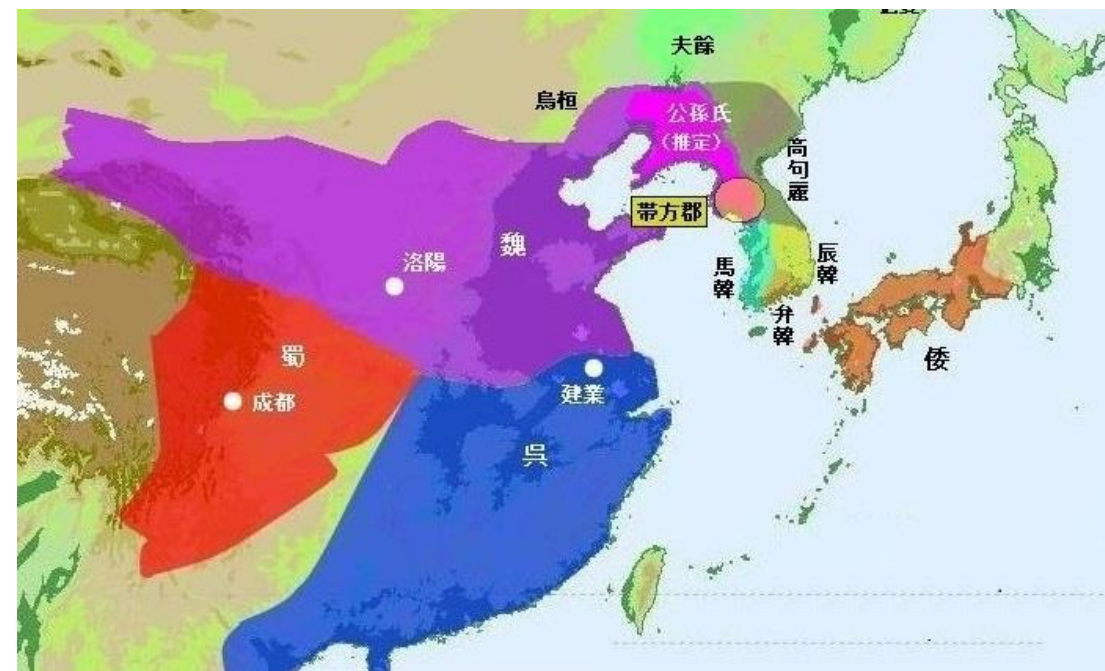 夫餘
烏桓
公孫氏
(推定)
高句麗
帯方郡
魏
洛陽
馬韓
辰韓
弁韓
倭
蜀
成都
建業
呉